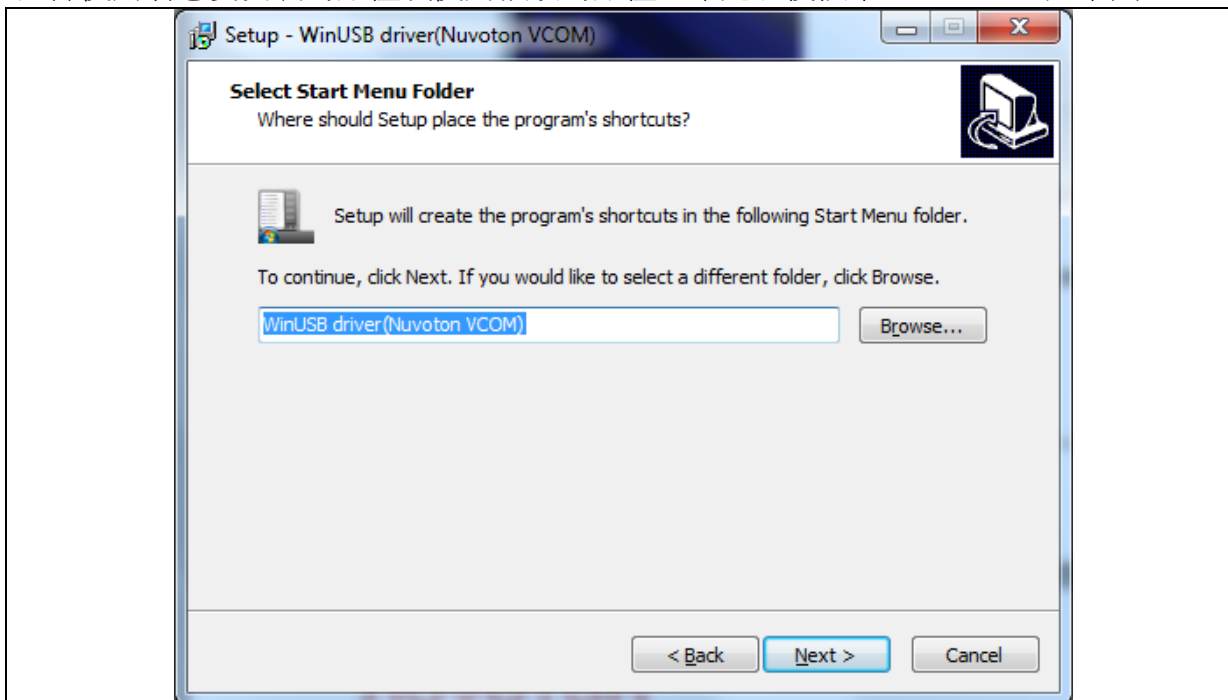 Setup - WinUSB driver(Nuvoton VCOM)
Select Start Menu Folder
Where should Setup place the program's shortcuts?
Setup will create the program's shortcuts in the following Start Menu folder.
To continue, click Next. If you would like to select a different folder, click Browse.
WinUSB driver(Nuvoton VCOM)
Browse...
< Back
Next >
Cancel